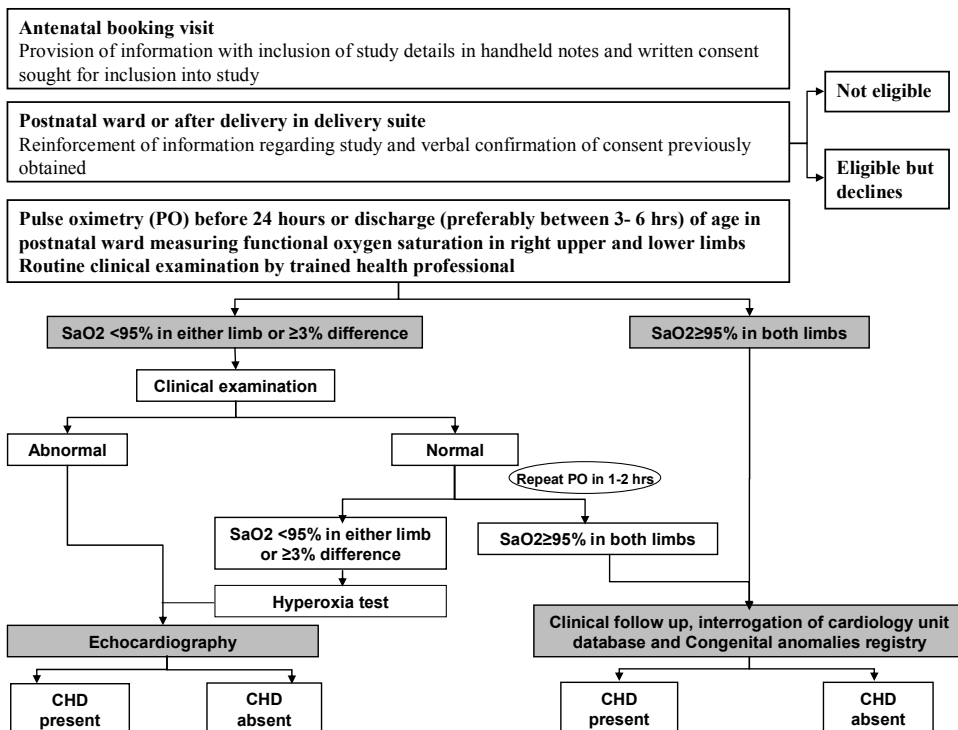 Antenatal booking visit
Provision of information with inclusion of study details in handheld notes and written consent
sought for inclusion into study
Not eligible
Postnatal ward or after delivery in delivery suite
Reinforcement of information regarding study and verbal confirmation of consent previously
obtained
Eligible but
declines
Pulse oximetry (PO) before 24 hours or discharge (preferably between 3- 6 hrs) of age in
postnatal ward measuring functional oxygen saturation in right upper and lower limbs
Routine clinical examination by trained health professional
SaO2 <95% in either limb or ≥3% difference
SaO2≥95% in both limbs
Clinical examination
Abnormal
Normal
Repeat PO in 1-2 hrs
SaO2 <95% in either limb
or ≥3% difference
SaO2≥95% in both limbs
Hyperoxia test
Echocardiography
Clinical follow up, interrogation of cardiology unit
database and Congenital anomalies registry
CHD
present
CHD
absent
CHD
present
CHD
absent